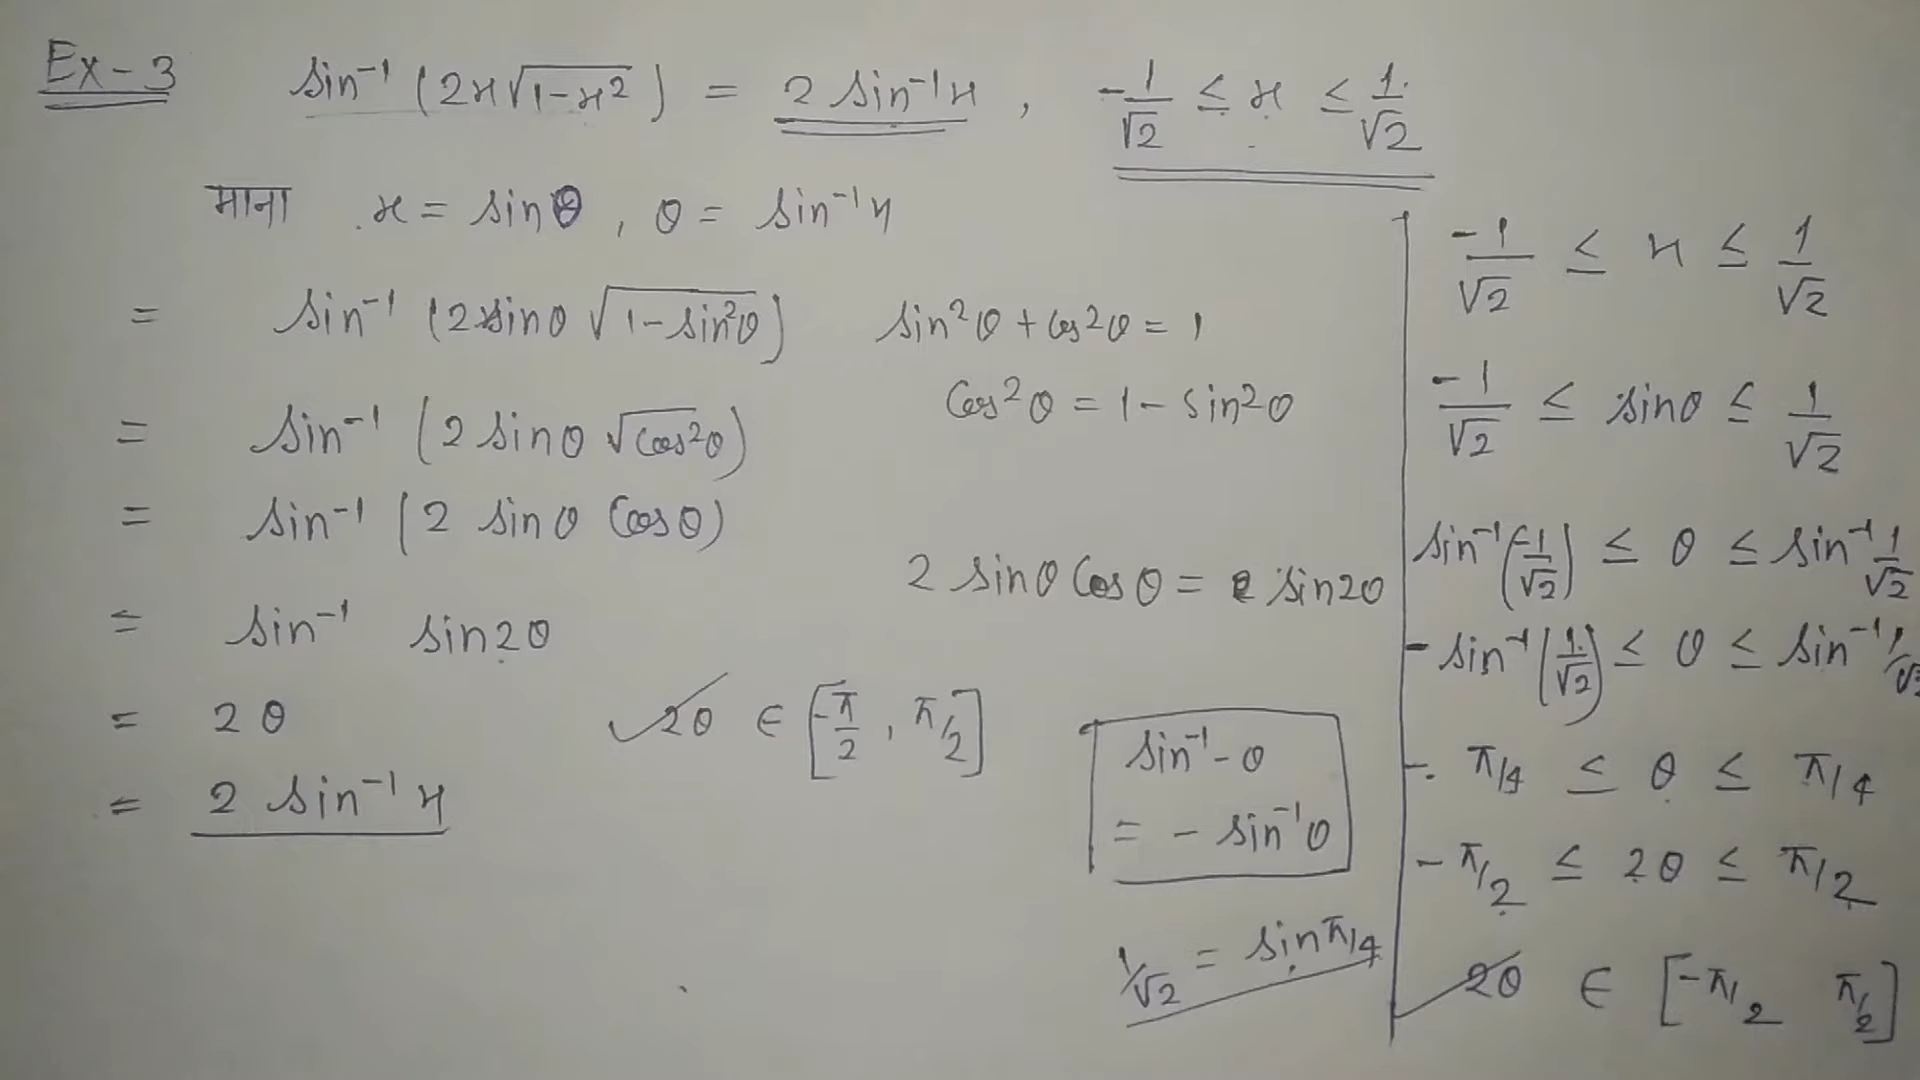 Ex-3 sin⁻¹(2x√(1-x²)) = 2 sin⁻¹x, -1/√2 ≤ x ≤ 1/√2
माना x = sinθ, θ = sin⁻¹x
= sin⁻¹(2sinθ √(1-sin²θ)) sin²θ + cos²θ = 1
Cos²θ = 1 - sin²θ
= sin⁻¹(2 sinθ √(cos²θ))
= sin⁻¹(2 sinθ Cosθ)
2 sinθ Cosθ = sin2θ
= sin⁻¹ sin2θ
= 2θ ✓2θ ∈ [-π/2, π/2]
= 2 sin⁻¹x
sin⁻¹-θ
= - sin⁻¹θ
1/√2 = sin π/4
-1/√2 ≤ x ≤ 1/√2
-1/√2 ≤ sinθ ≤ 1/√2
sin⁻¹(-1/√2) ≤ θ ≤ sin⁻¹ 1/√2
- sin⁻¹(1/√2) ≤ θ ≤ sin⁻¹ 1/√2
- π/4 ≤ θ ≤ π/4
- π/2 ≤ 2θ ≤ π/2
2θ ∈ [-π/2 π/2]